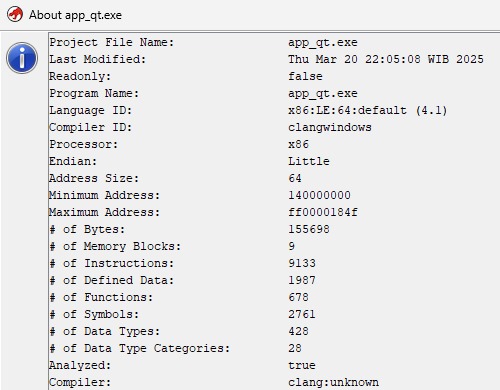 About app_qt.exe
Project File Name: app_qt.exe
Last Modified: Thu Mar 20 22:05:08 WIB 2025
Readonly: false
Program Name: app_qt.exe
Language ID: x86:LE:64:default (4.1)
Compiler ID: clangwindows
Processor: x86
Endian: Little
Address Size: 64
Minimum Address: 140000000
Maximum Address: ff0000184f
# of Bytes: 155698
# of Memory Blocks: 9
# of Instructions: 9133
# of Defined Data: 1987
# of Functions: 678
# of Symbols: 2761
# of Data Types: 428
# of Data Type Categories: 28
Analyzed: true
Compiler: clang:unknown